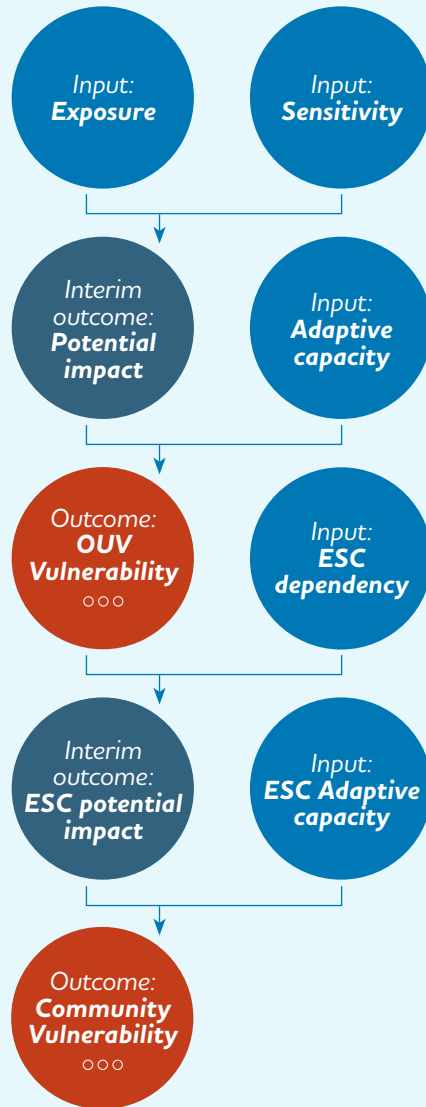 Input:
Exposure
Input:
Sensitivity
Interim
outcome:
Potential
impact
Input:
Adaptive
capacity
Outcome:
OUV
Vulnerability
Input:
ESC
dependency
Interim
outcome:
ESC potential
impact
Input:
ESC Adaptive
capacity
Outcome:
Community
Vulnerability